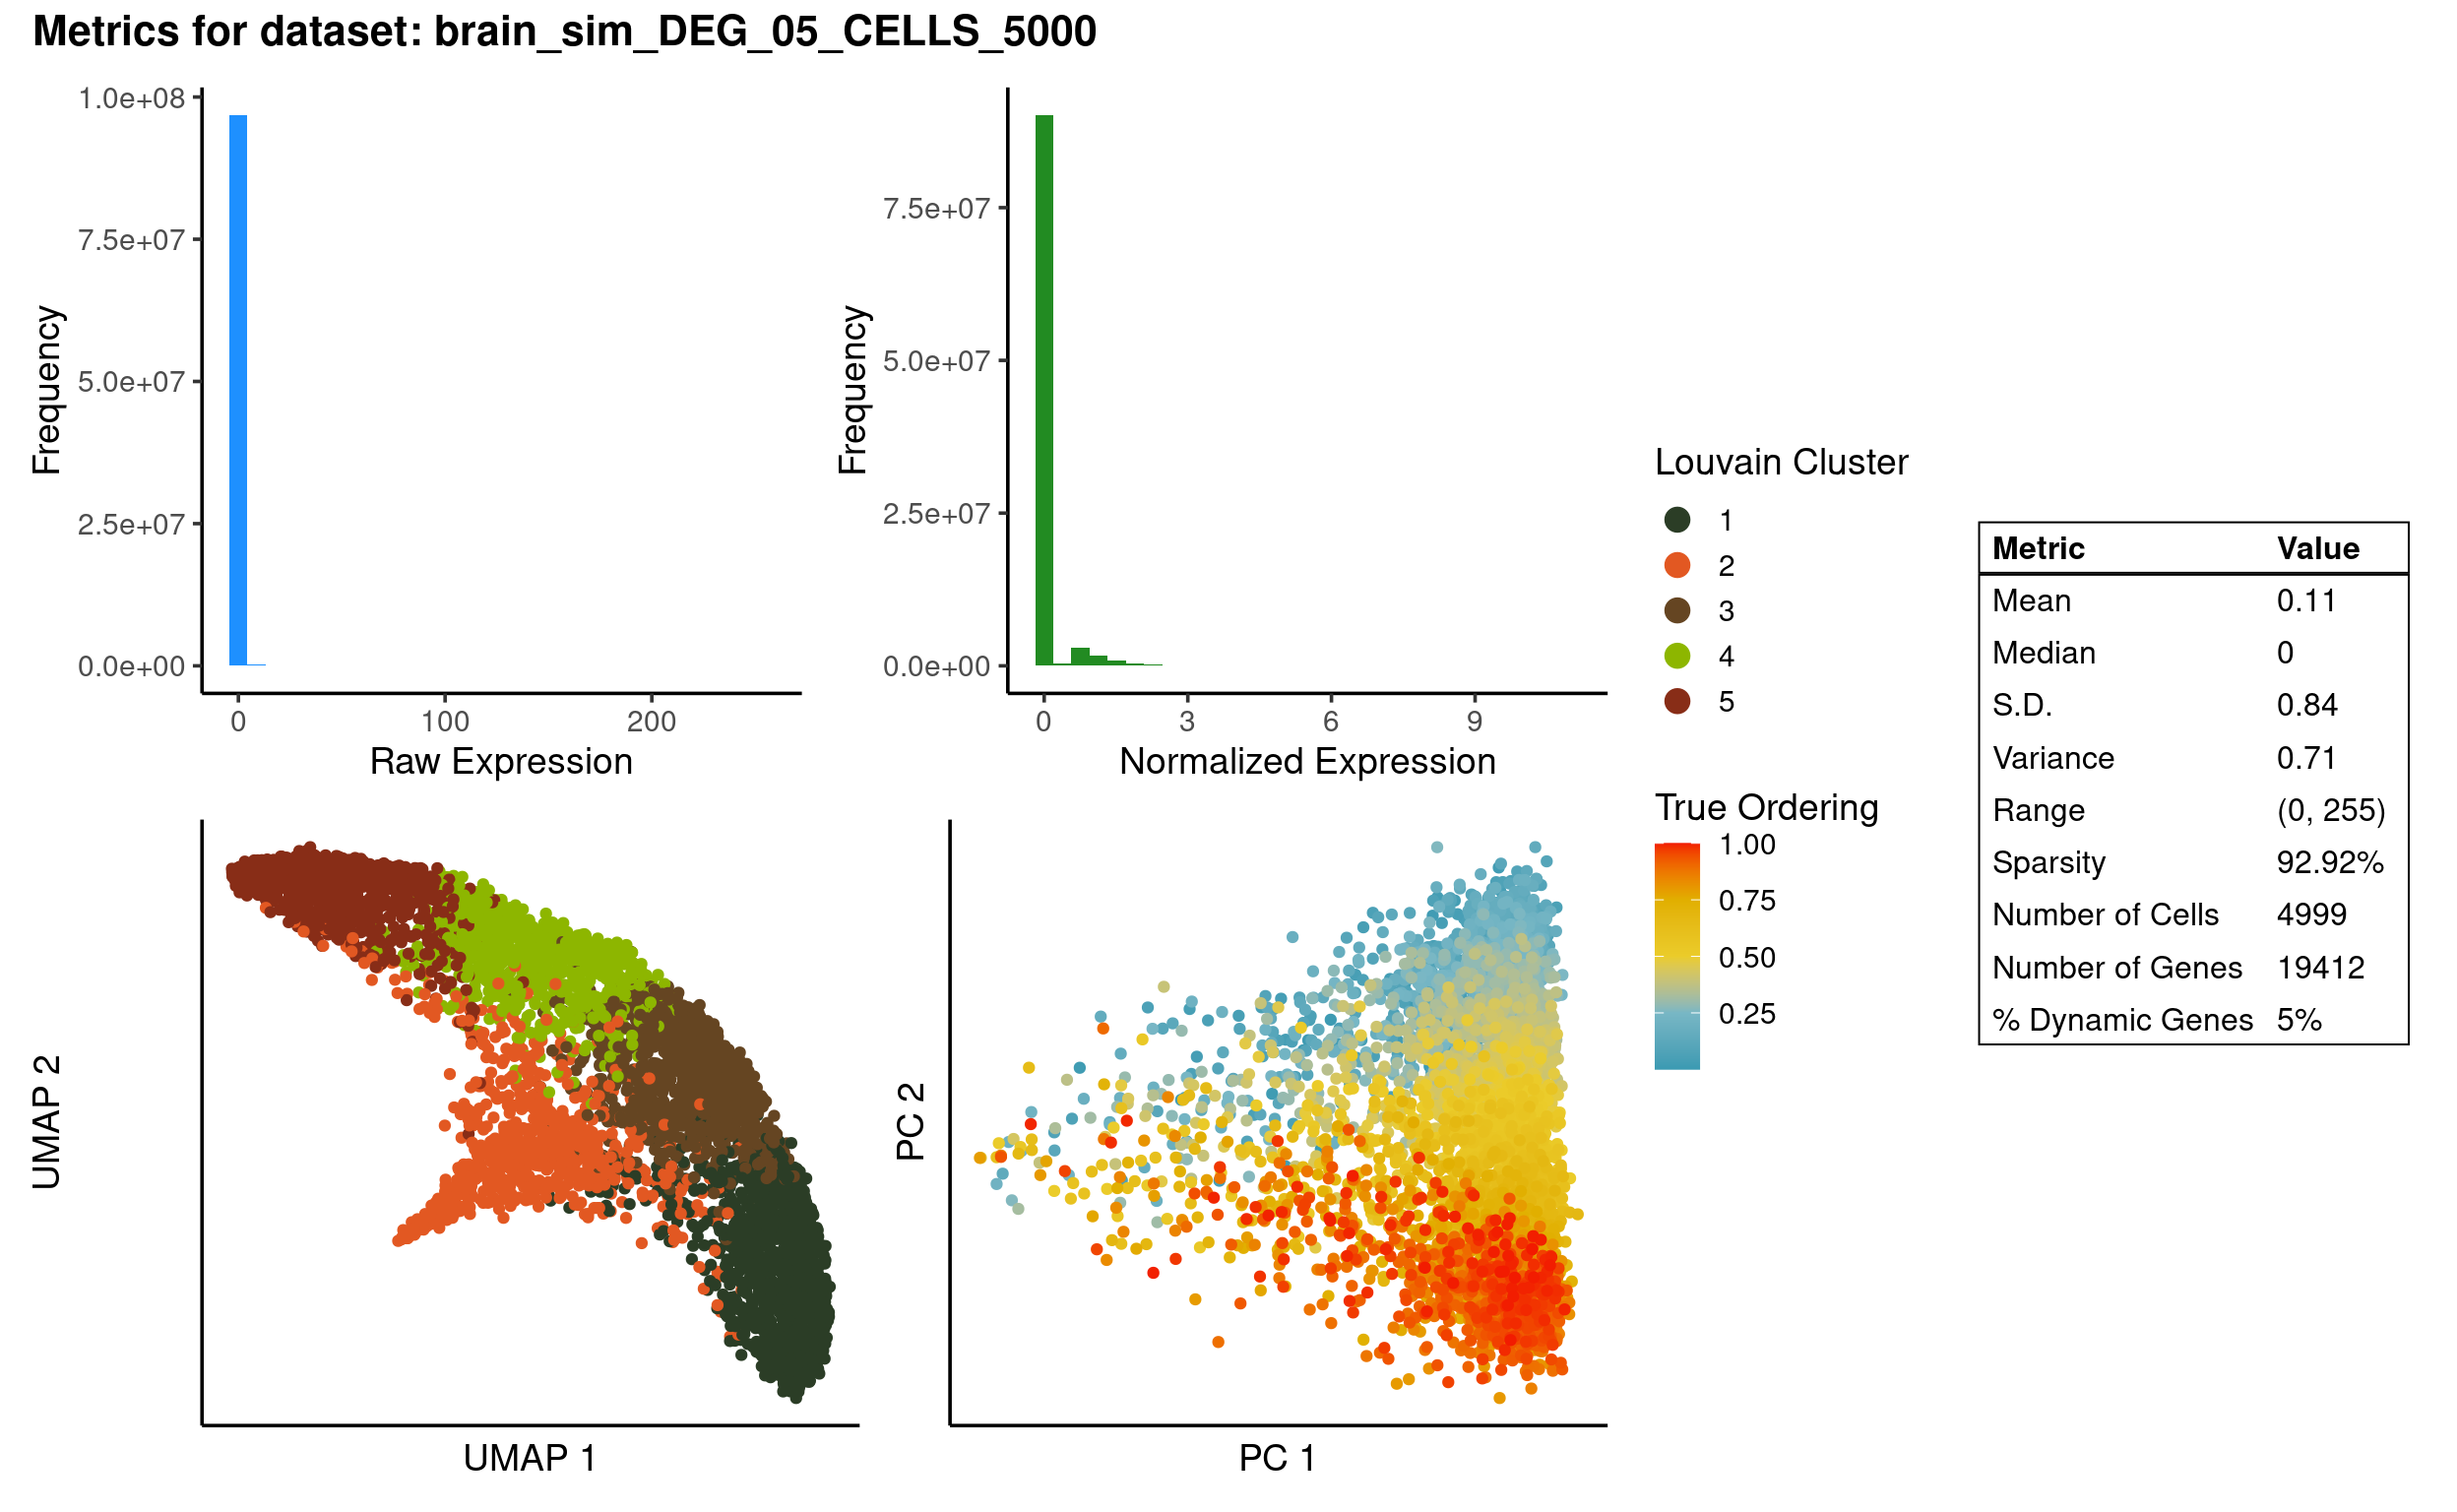 Metrics for dataset: brain_sim_DEG_05_CELLS_5000
Frequency
1.0e+08
7.5e+07
5.0e+07
2.5e+07
0.0e+00
0
100
200
Raw Expression
Frequency
7.5e+07
5.0e+07
2.5e+07
0.0e+00
0
3
6
9
Normalized Expression
UMAP 2
UMAP 1
PC 2
PC 1
Louvain Cluster
1
2
3
4
5
True Ordering
1.00
0.75
0.50
0.25
Metric Value
Mean 0.11
Median 0
S.D. 0.84
Variance 0.71
Range (0, 255)
Sparsity 92.92%
Number of Cells 4999
Number of Genes 19412
% Dynamic Genes 5%